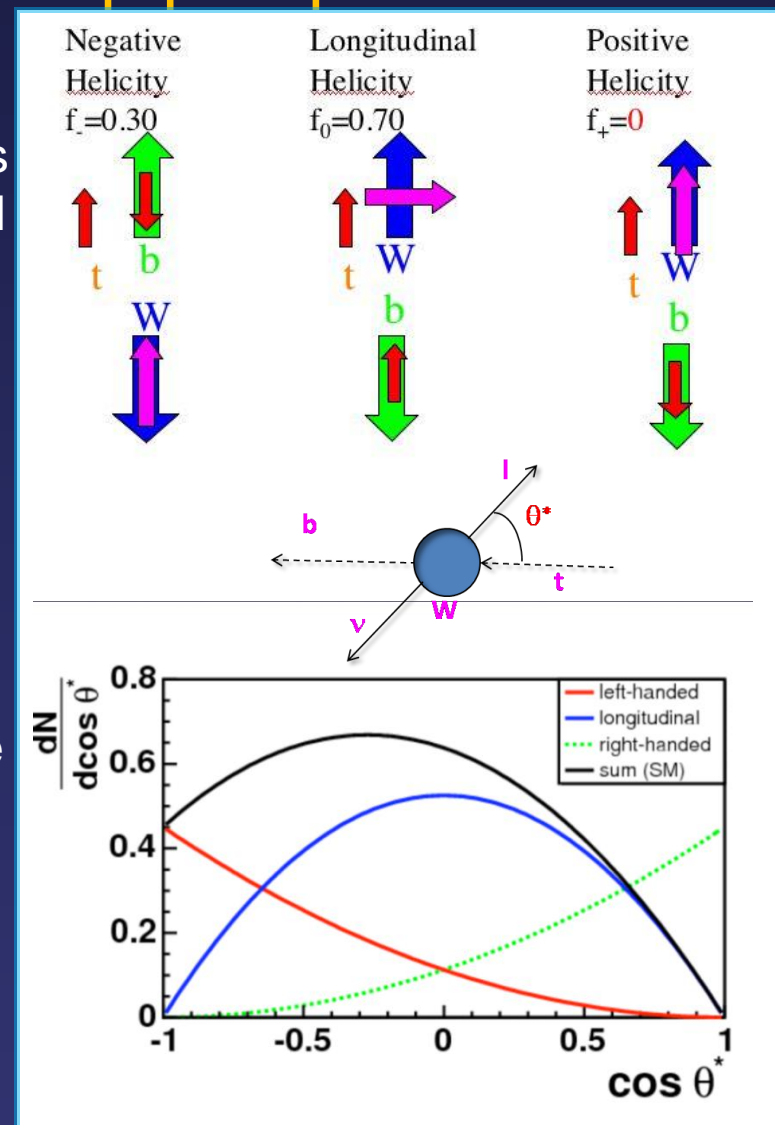 Negative
Helicity
f_=0.30
Longitudinal
Helicity
f0=0.70
Positive
Helicity
f+=0
t
b
W
t
W
b
t
W
b
l
θ*
b
t
W
ν
dN
dcos θ*
0.8
0.6
0.4
0.2
0
left-handed
longitudinal
right-handed
sum (SM)
-1
-0.5
0
0.5
1
cos θ*